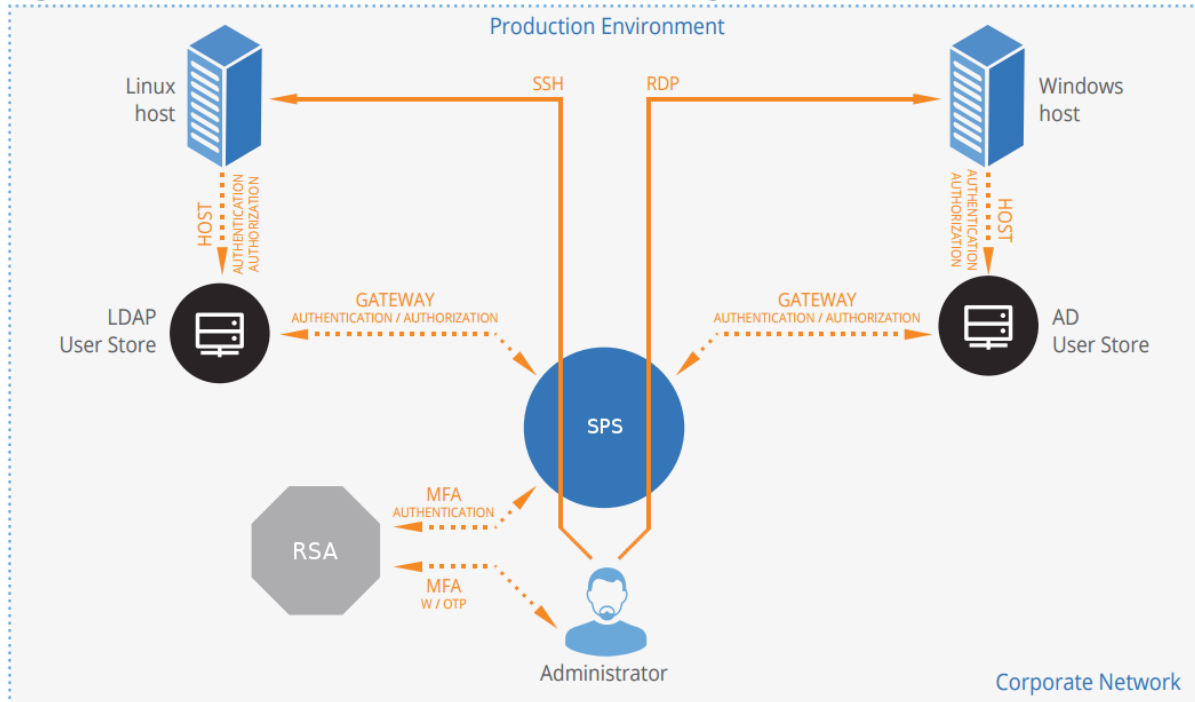 Production Environment
Linux
host
SSH
RDP
Windows
host
HOST
AUTHENTICATION
AUTHORIZATION
HOST
AUTHENTICATION
AUTHORIZATION
LDAP
User Store
GATEWAY
AUTHENTICATION / AUTHORIZATION
GATEWAY
AUTHENTICATION / AUTHORIZATION
AD
User Store
SPS
MFA
AUTHENTICATION
RSA
MFA
W / OTP
Administrator
Corporate Network